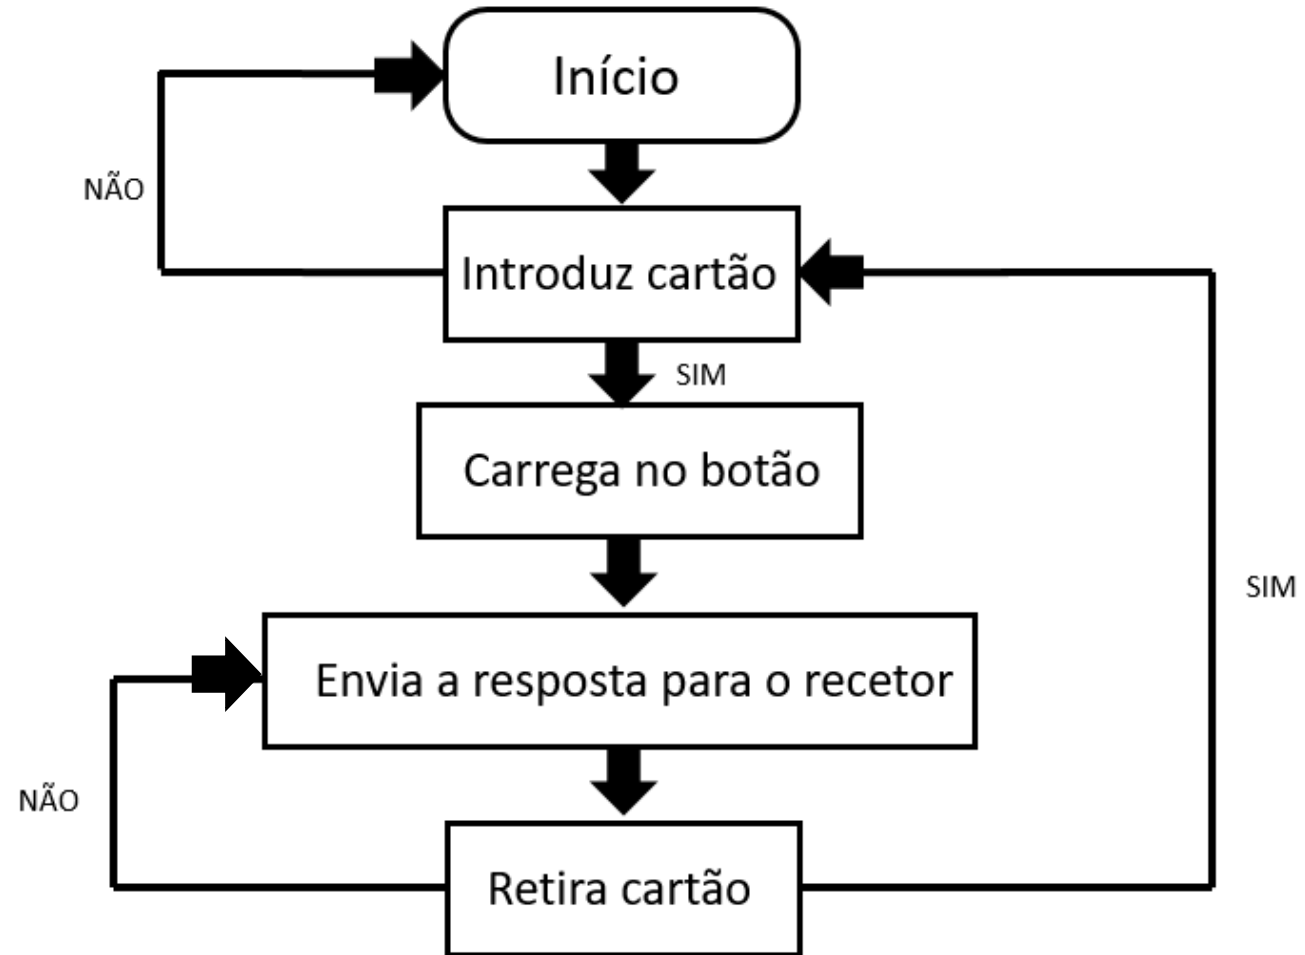 Início
NÃO
Introduz cartão
SIM
Carrega no botão
SIM
Envia a resposta para o recetor
NÃO
Retira cartão